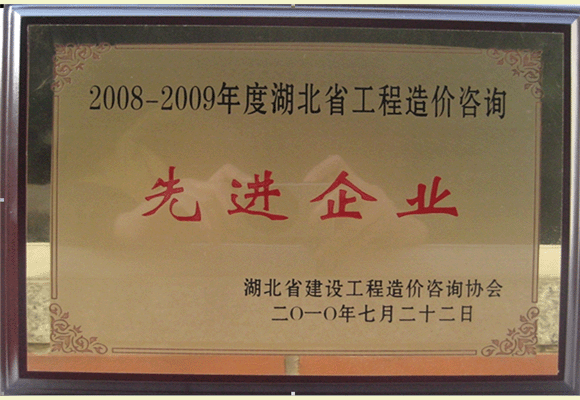 2008-2009年度湖北省工程造价咨询
先进企业
湖北省建设工程造价咨询协会
二〇一〇年七月二十二日